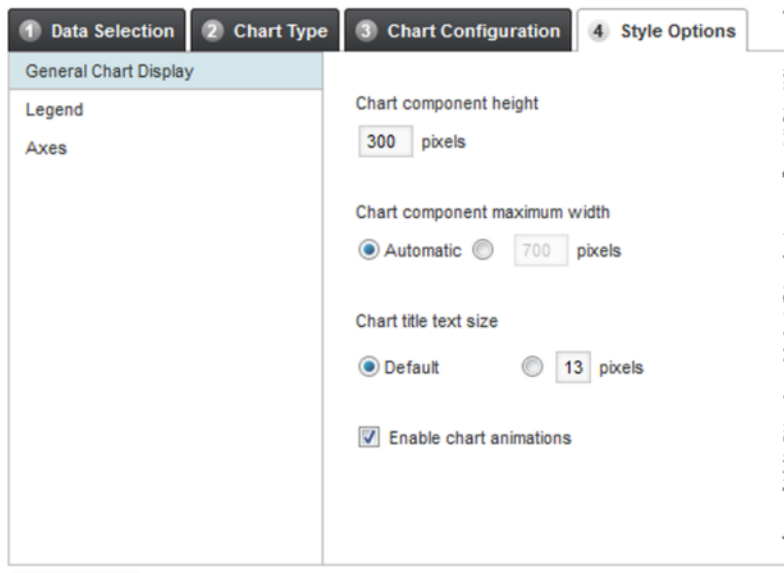 1 Data Selection 2 Chart Type 3 Chart Configuration 4 Style Options
General Chart Display
Legend
Axes
Chart component height
300 pixels
Chart component maximum width
Automatic 700 pixels
Chart title text size
Default 13 pixels
Enable chart animations